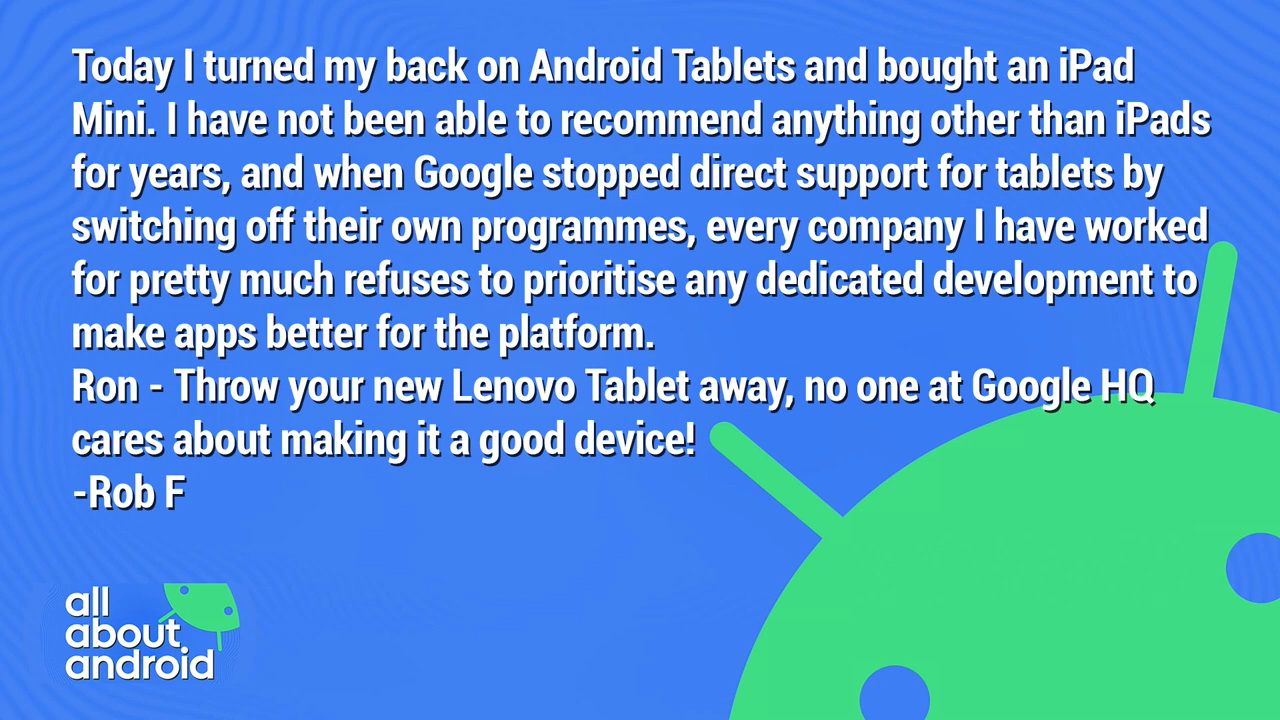 Today I turned my back on Android Tablets and bought an iPad
Mini. I have not been able to recommend anything other than iPads
for years, and when Google stopped direct support for tablets by
switching off their own programmes, every company I have worked
for pretty much refuses to prioritise any dedicated development to
make apps better for the platform.
Ron - Throw your new Lenovo Tablet away, no one at Google HQ
cares about making it a good device!
-Rob F
all
about
android